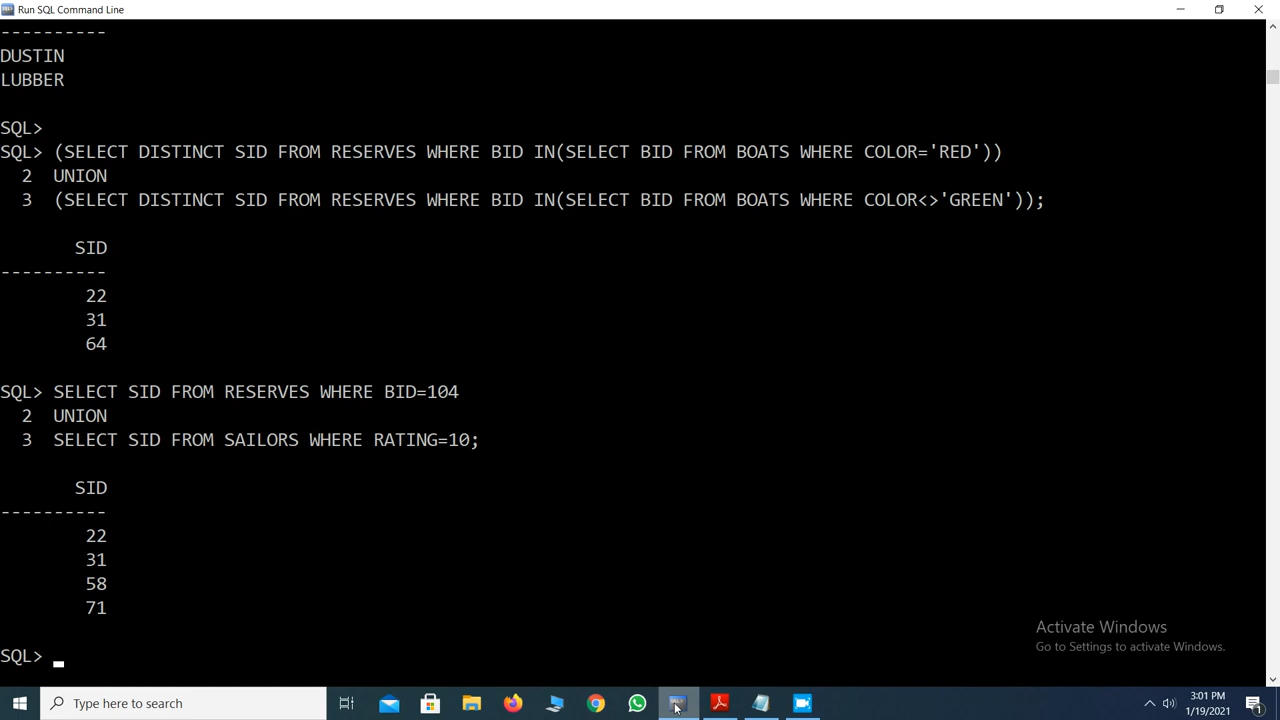 Run SQL Command Line
----------
DUSTIN
LUBBER
SQL>
SQL> (SELECT DISTINCT SID FROM RESERVES WHERE BID IN(SELECT BID FROM BOATS WHERE COLOR='RED'))
2 UNION
3 (SELECT DISTINCT SID FROM RESERVES WHERE BID IN(SELECT BID FROM BOATS WHERE COLOR<>'GREEN'));
SID
----------
22
31
64
SQL> SELECT SID FROM RESERVES WHERE BID=104
2 UNION
3 SELECT SID FROM SAILORS WHERE RATING=10;
SID
----------
22
31
58
71
SQL>
Activate Windows
Go to Settings to activate Windows.
Type here to search
3:01 PM
1/19/2021
1